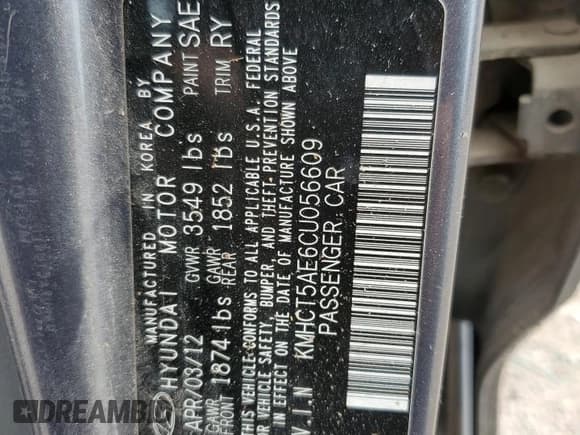 MANUFACTURED IN KOREA BY
HYUNDAI MOTOR COMPANY
APR/03/12 GVWR 3549 lbs PAINT SAE
GAWR FRONT 1874 lbs GAWR REAR 1852 lbs TRIM RY
THIS VEHICLE CONFORMS TO ALL APPLICABLE U.S.A. FEDERAL
MOTOR VEHICLE SAFETY, BUMPER, AND THEFT PREVENTION STANDARDS
IN EFFECT ON THE DATE OF MANUFACTURE SHOWN ABOVE
V.I.N KMHCT5AE6CU056609
PASSENGER CAR
DREAMBID